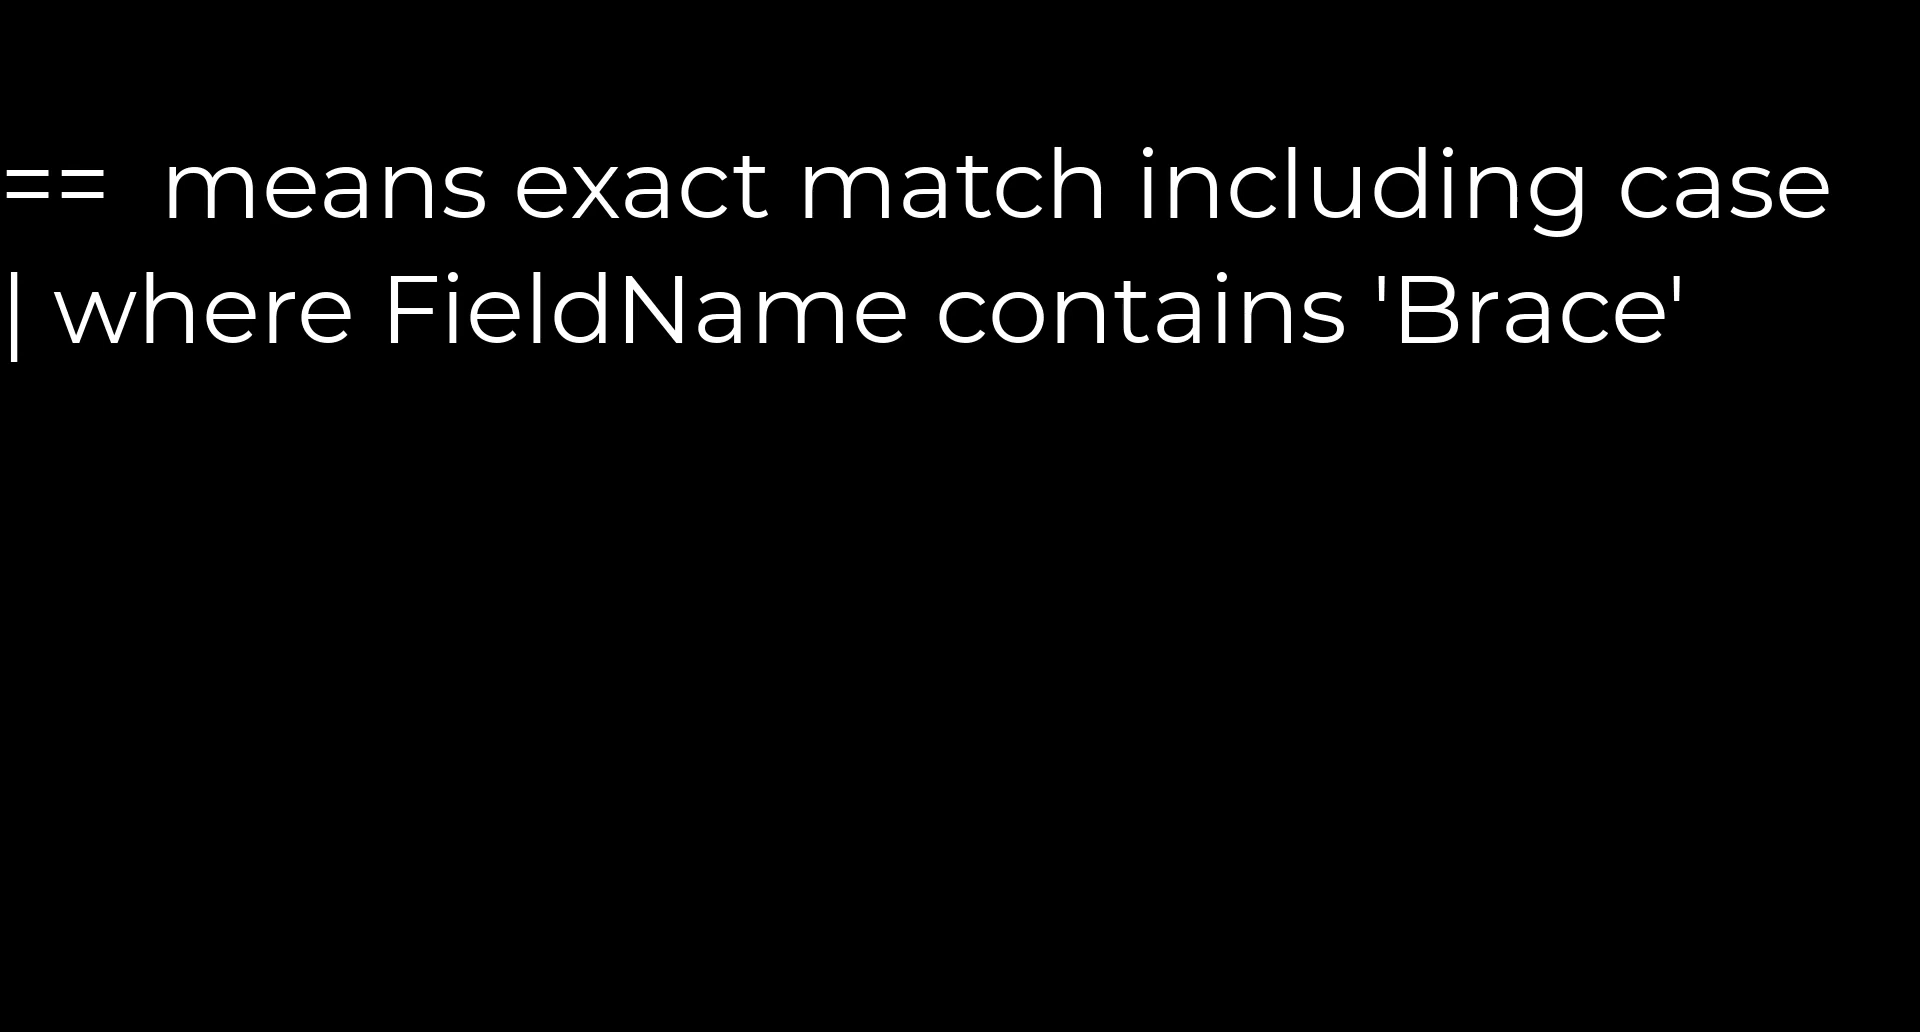 ==  means exact match including case
| where FieldName contains 'Brace'